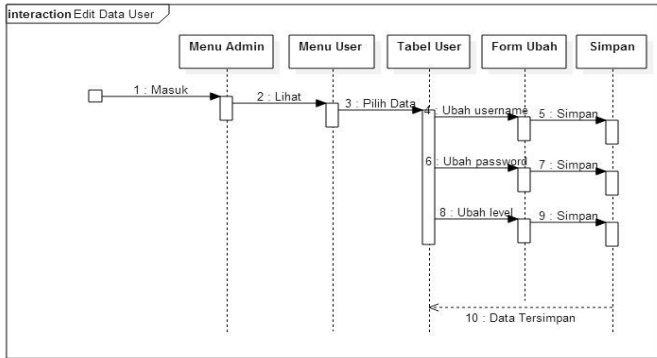 interaction Edit Data User
Menu Admin
Menu User
Tabel User
Form Ubah
Simpan
1 : Masuk
2 : Lihat
3 : Pilih Data
4 : Ubah username
5 : Simpan
6 : Ubah password
7 : Simpan
8 : Ubah level
9 : Simpan
10 : Data Tersimpan